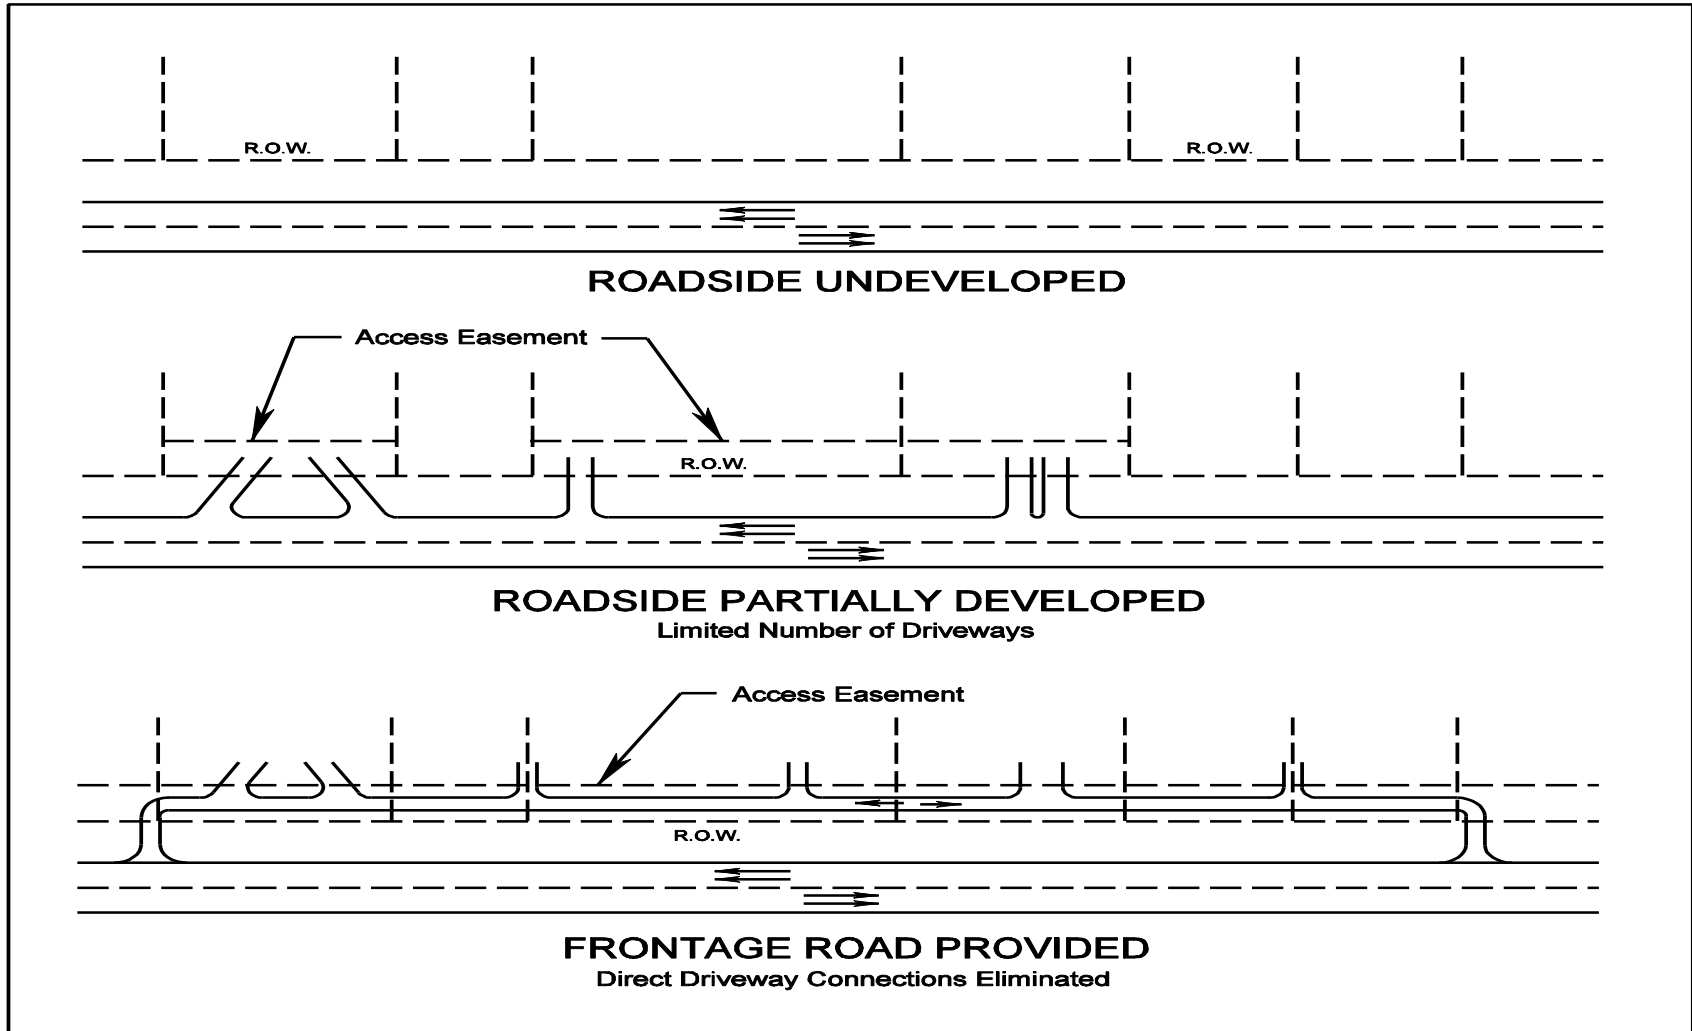 R.O.W.
R.O.W.
ROADSIDE UNDEVELOPED
Access Easement
R.O.W.
ROADSIDE PARTIALLY DEVELOPED
Limited Number of Driveways
Access Easement
R.O.W.
FRONTAGE ROAD PROVIDED
Direct Driveway Connections Eliminated